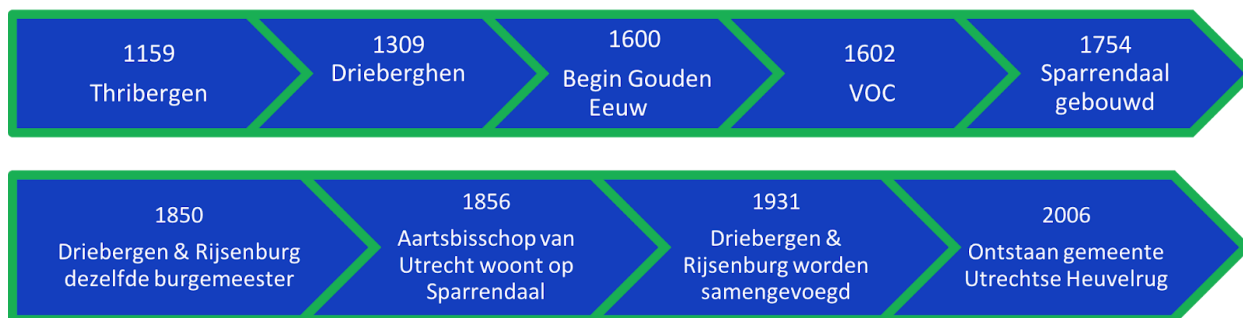 1159
Thribergen
1309
Drieberghen
1600
Begin Gouden
Eeuw
1602
VOC
1754
Sparrendaal
gebouwd
1850
Driebergen & Rijsenburg
dezelfde burgemeester
1856
Aartsbisschop van
Utrecht woont op
Sparrendaal
1931
Driebergen &
Rijsenburg worden
samengevoegd
2006
Ontstaan gemeente
Utrechtse Heuvelrug